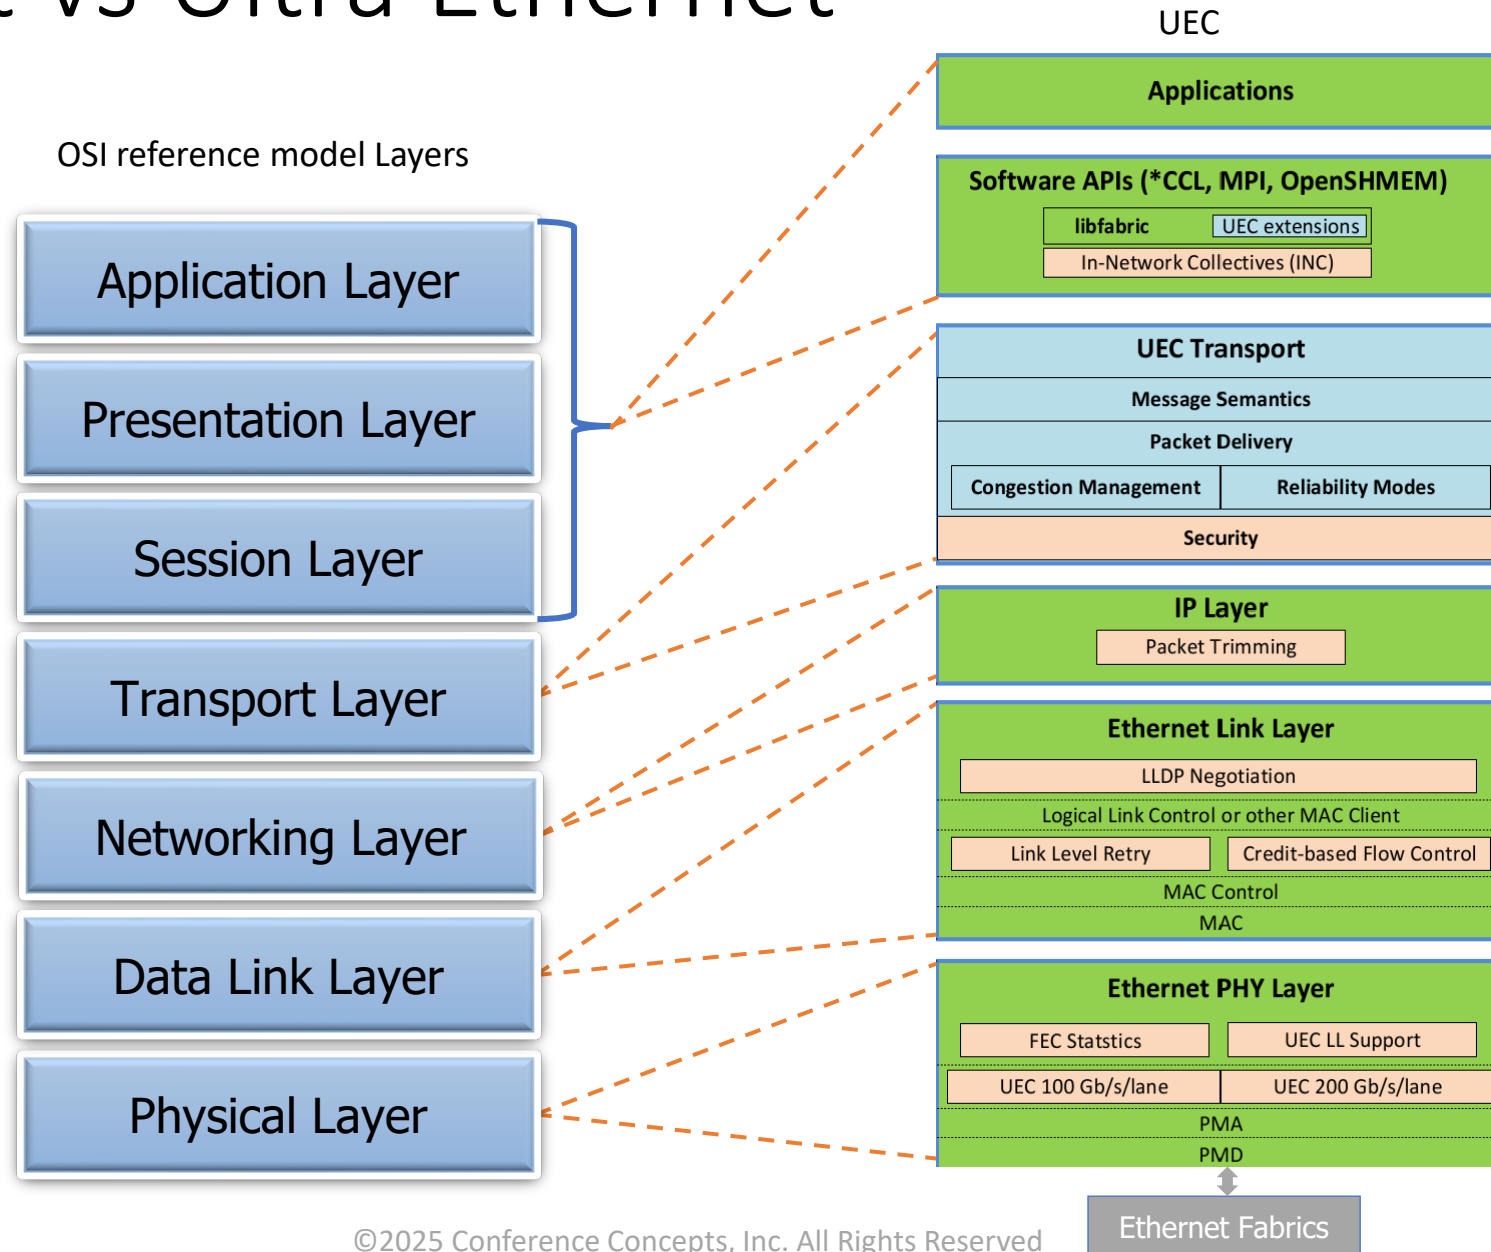 t vs Ultra Ethernet
UEC
OSI reference model Layers
Application Layer
Presentation Layer
Session Layer
Transport Layer
Networking Layer
Data Link Layer
Physical Layer
Applications
Software APIs (*CCL, MPI, OpenSHMEM)
libfabric UEC extensions
In-Network Collectives (INC)
UEC Transport
Message Semantics
Packet Delivery
Congestion Management Reliability Modes
Security
IP Layer
Packet Trimming
Ethernet Link Layer
LLDP Negotiation
Logical Link Control or other MAC Client
Link Level Retry Credit-based Flow Control
MAC Control
MAC
Ethernet PHY Layer
FEC Statstics UEC LL Support
UEC 100 Gb/s/lane UEC 200 Gb/s/lane
PMA
PMD
Ethernet Fabrics
©2025 Conference Concepts, Inc. All Rights Reserved